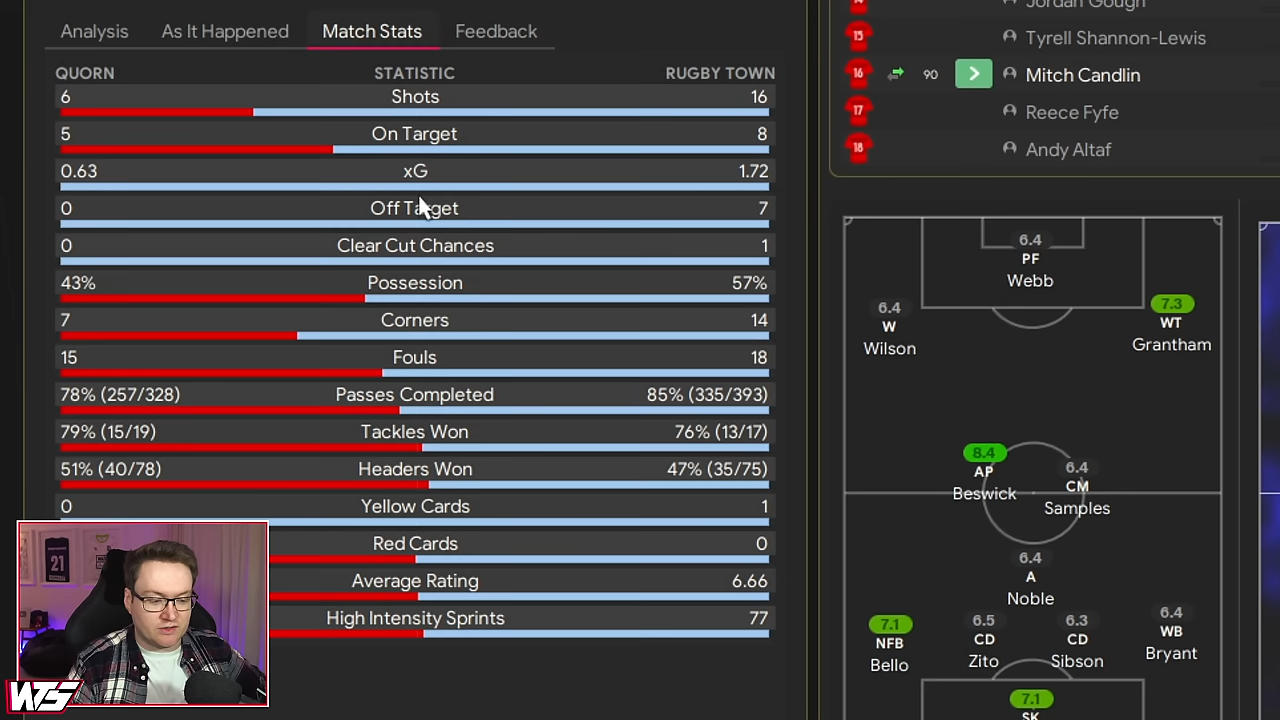 Analysis As It Happened Match Stats Feedback
QUORN STATISTIC RUGBY TOWN
6 Shots 16
5 On Target 8
0.63 xG 1.72
0 Off Target 7
0 Clear Cut Chances 1
43% Possession 57%
7 Corners 14
15 Fouls 18
78% (257/328) Passes Completed 85% (335/393)
79% (15/19) Tackles Won 76% (13/17)
51% (40/78) Headers Won 47% (35/75)
0 Yellow Cards 1
Red Cards 0
Average Rating 6.66
High Intensity Sprints 77
21
WTS
14 Jordan Gough
15 Tyrell Shannon-Lewis
16 90 Mitch Candlin
17 Reece Fyfe
18 Andy Altaf
6.4
PF
Webb
6.4
W
Wilson
7.3
WT
Grantham
8.4
AP
Beswick
6.4
CM
Samples
6.4
A
Noble
7.1
NFB
Bello
6.5
CD
Zito
6.3
CD
Sibson
6.4
WB
Bryant
7.1
SK